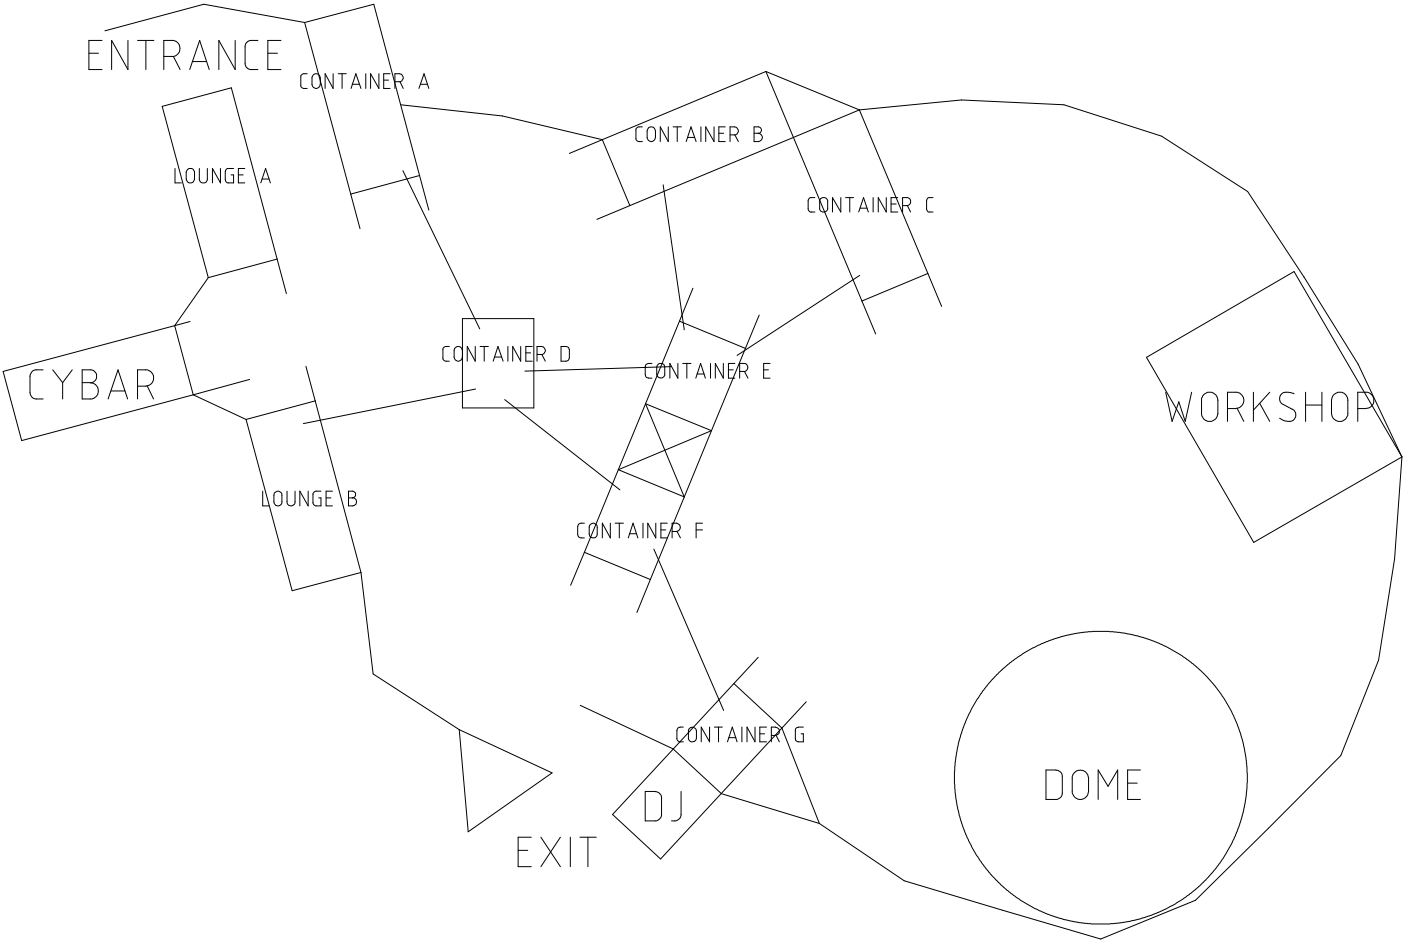 ENTRANCE
CONTAINER A
CONTAINER B
LOUNGE A
CONTAINER C
CONTAINER D
CONTAINER E
CYBAR
WORKSHOP
LOUNGE B
CONTAINER F
CONTAINER G
DOME
DJ
EXIT